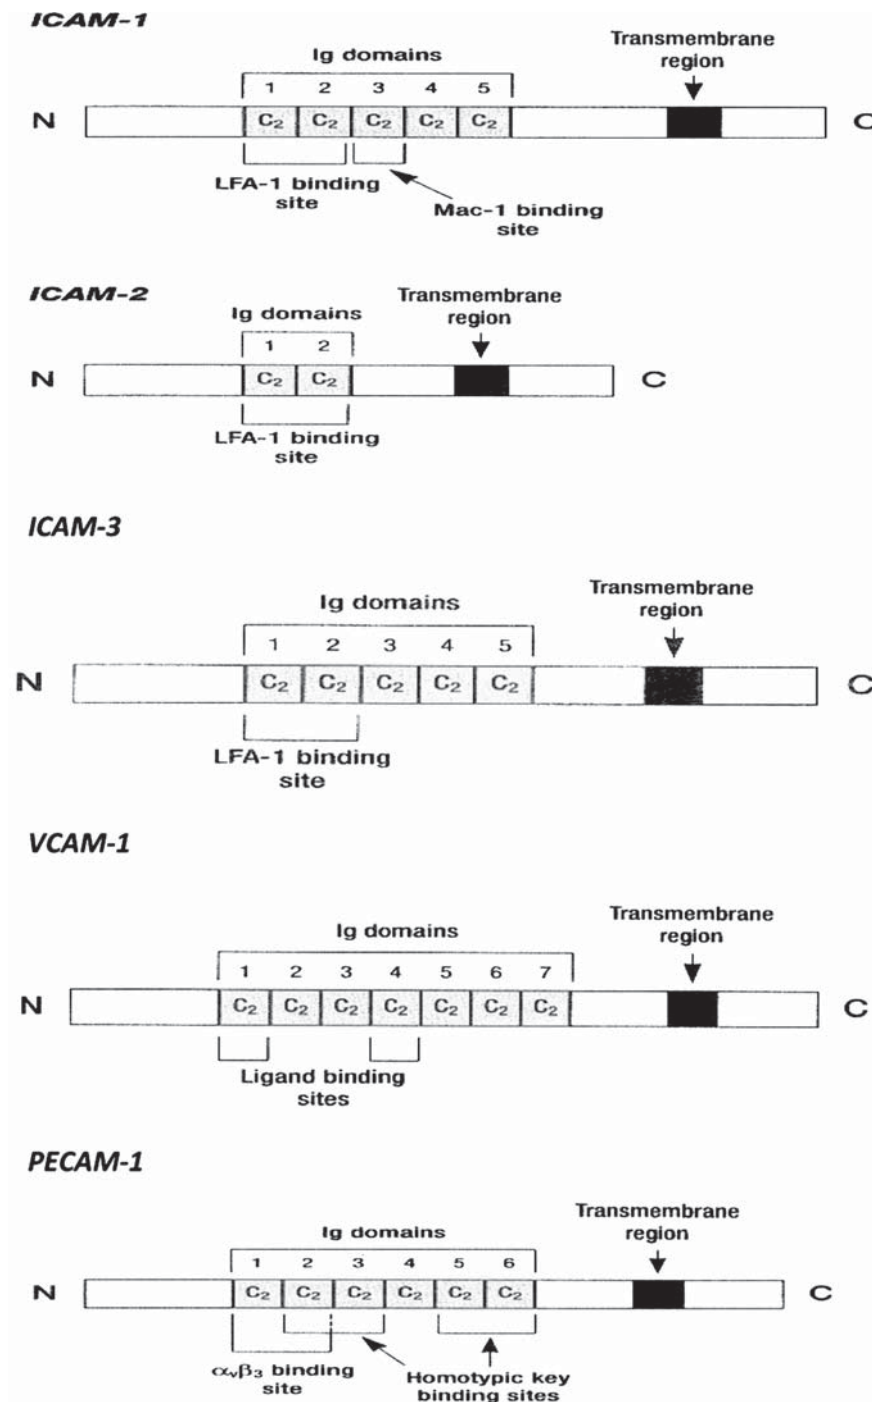 ICAM-1
Transmembrane
region
Ig domains
1 2 3 4 5
N C₂ C₂ C₂ C₂ C₂ C
LFA-1 binding
site
Mac-1 binding
site
ICAM-2
Transmembrane
region
Ig domains
1 2
N C₂ C₂ C
LFA-1 binding
site
ICAM-3
Transmembrane
region
Ig domains
1 2 3 4 5
N C₂ C₂ C₂ C₂ C₂ C
LFA-1 binding
site
VCAM-1
Transmembrane
region
Ig domains
1 2 3 4 5 6 7
N C₂ C₂ C₂ C₂ C₂ C₂ C₂ C
Ligand binding
sites
PECAM-1
Transmembrane
region
Ig domains
1 2 3 4 5 6
N C₂ C₂ C₂ C₂ C₂ C₂ C
αᵥβ₃ binding
site
Homotypic key
binding sites